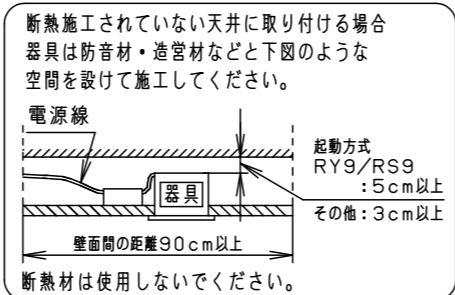 断熱施工されていない天井に取り付ける場合
器具は防音材・造営材などと下図のような
空間を設けて施工してください。
電源線
起動方式
RY9/RS9
:5cm以上
その他:3cm以上
器具
壁面間の距離90cm以上
断熱材は使用しないでください。